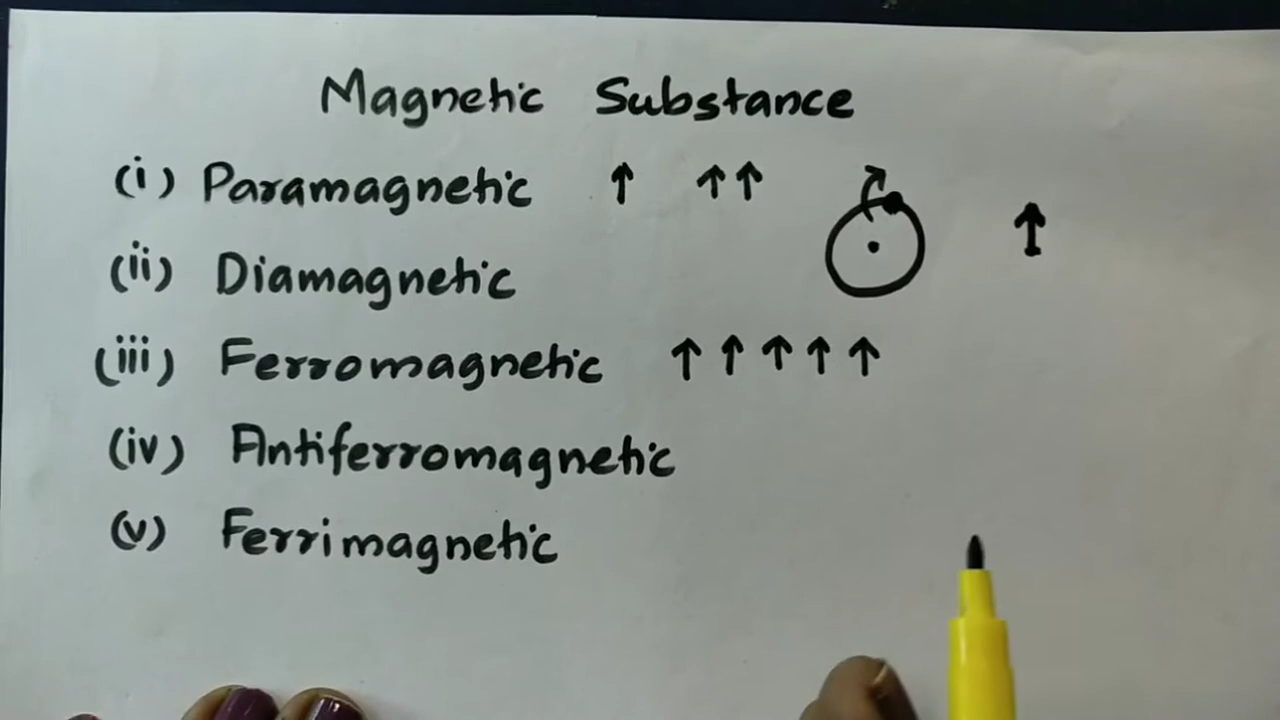 Magnetic Substance
(i) Paramagnetic ↑ ↑↑ ↑
(ii) Diamagnetic
(iii) Ferromagnetic ↑ ↑ ↑ ↑ ↑
(iv) Antiferromagnetic
(v) Ferrimagnetic